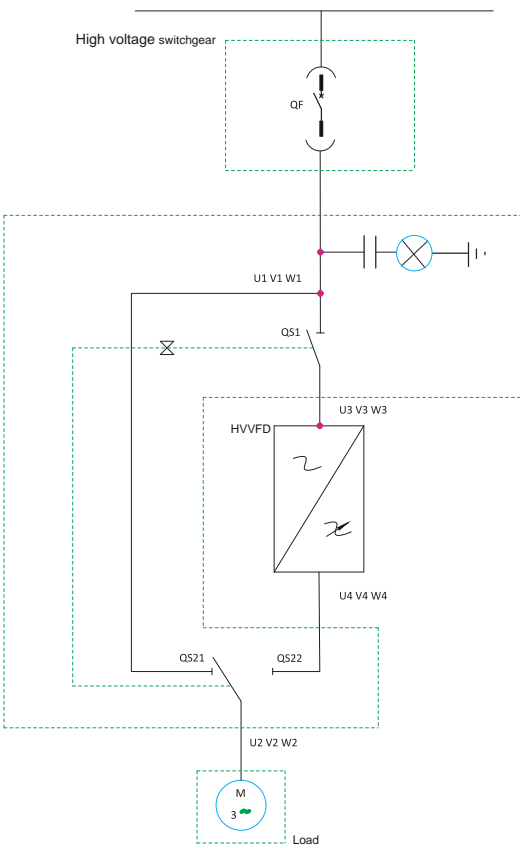 High voltage switchgear
QF
U1 V1 W1
QS1
U3 V3 W3
HVVFD
U4 V4 W4
QS21
QS22
U2 V2 W2
M
3
Load